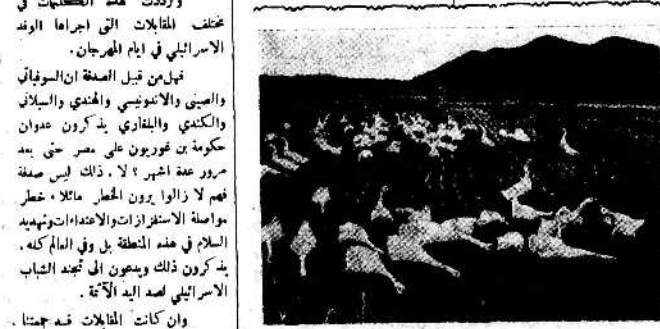 ورددت هذه الكلمات في
مختلف المقابلات التي اجراها الوفد
الاسرائيلي في ايام المهرجان.
فهل من قبيل الصدفة ان السوفياتي
والصيني والاندونيسي والهندي والسيلاني
والكندي والبلغاري يذكرون عدوان
حكومة بن غوريون على مصر حتى بعد
مرور عدة اشهر ؟ لا . ذلك ليس صدفة
فهم لا زالوا يرون الخطر ماثلا ، خطر
مواصلة الاستفزازات والاعتداءات وتهديد
السلام في هذه المنطقة بل وفي العالم كله .
يذكرون ذلك ويدعون الى تجند الشباب
الاسرائيلي لصد اليد الآثمة .
وان كانت المقابلات قد جمعتنا .